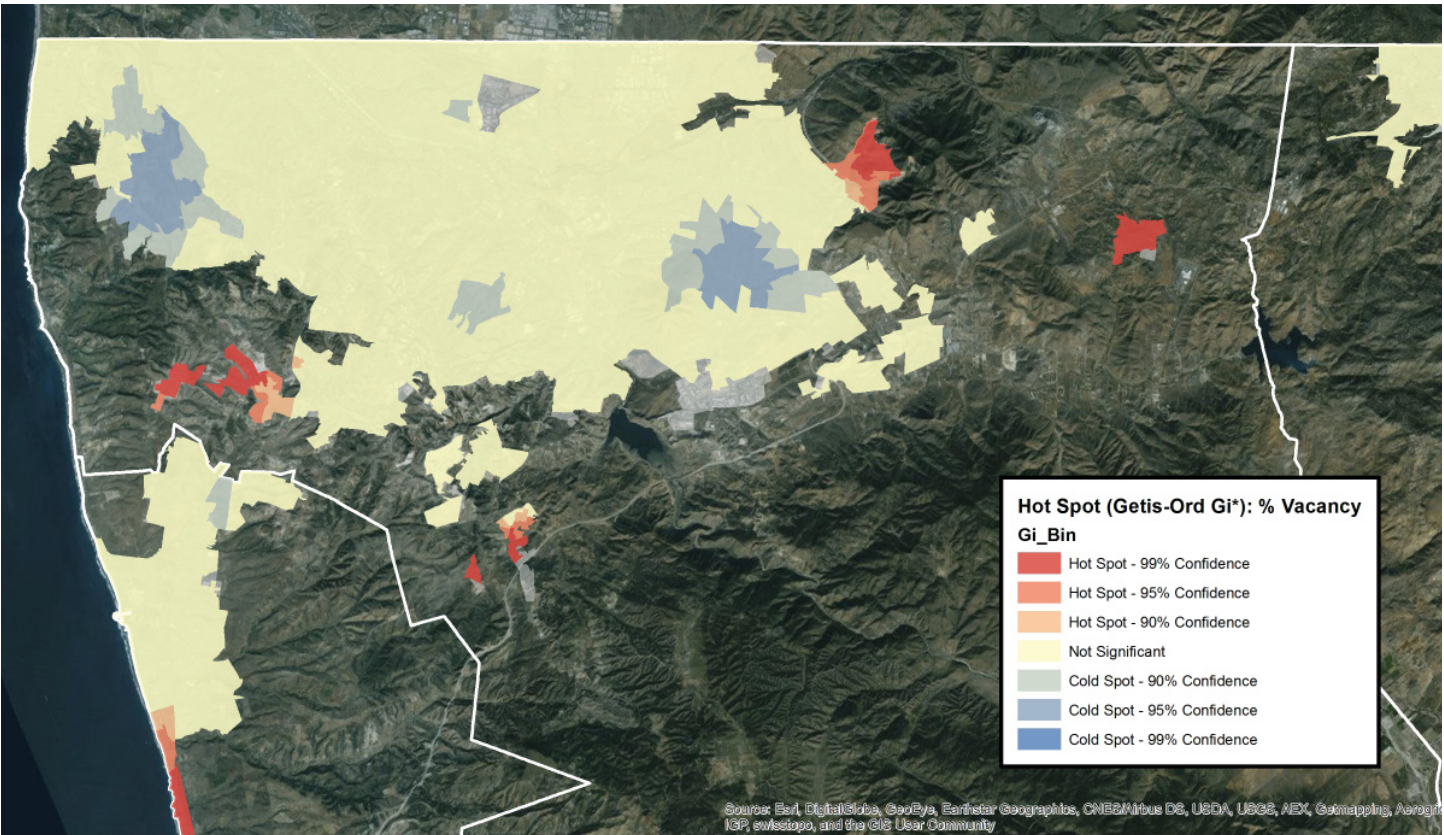 Hot Spot (Getis-Ord Gi*): % Vacancy
Gi_Bin
Hot Spot - 99% Confidence
Hot Spot - 95% Confidence
Hot Spot - 90% Confidence
Not Significant
Cold Spot - 90% Confidence
Cold Spot - 95% Confidence
Cold Spot - 99% Confidence
Source: Esri, DigitalGlobe, GeoEye, Earthstar Geographics, CNES/Airbus DS, USDA, USGS, AEX, Getmapping, Aerogri
IGP, swisstopo, and the GIS User Community